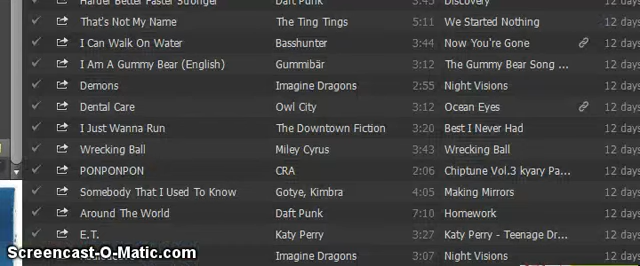 Harder Better Faster Stronger Daft Punk 3:45 Discovery 12 days
That's Not My Name The Ting Tings 5:11 We Started Nothing 12 days
I Can Walk On Water Basshunter 3:44 Now You're Gone 12 days
I Am A Gummy Bear (English) Gummibär 3:12 The Gummy Bear Song ... 12 days
Demons Imagine Dragons 2:55 Night Visions 12 days
Dental Care Owl City 3:12 Ocean Eyes 12 days
I Just Wanna Run The Downtown Fiction 3:20 Best I Never Had 12 days
Wrecking Ball Miley Cyrus 3:43 Wrecking Ball 12 days
PONPONPON CRA 2:06 Chiptune Vol.3 kyary Pa... 12 days
Somebody That I Used To Know Gotye, Kimbra 4:05 Making Mirrors 12 days
Around The World Daft Punk 7:10 Homework 12 days
E.T. Katy Perry 3:27 Katy Perry - Teenage Dr... 12 days
Imagine Dragons 3:07 Night Visions 12 days
Screencast-O-Matic.com